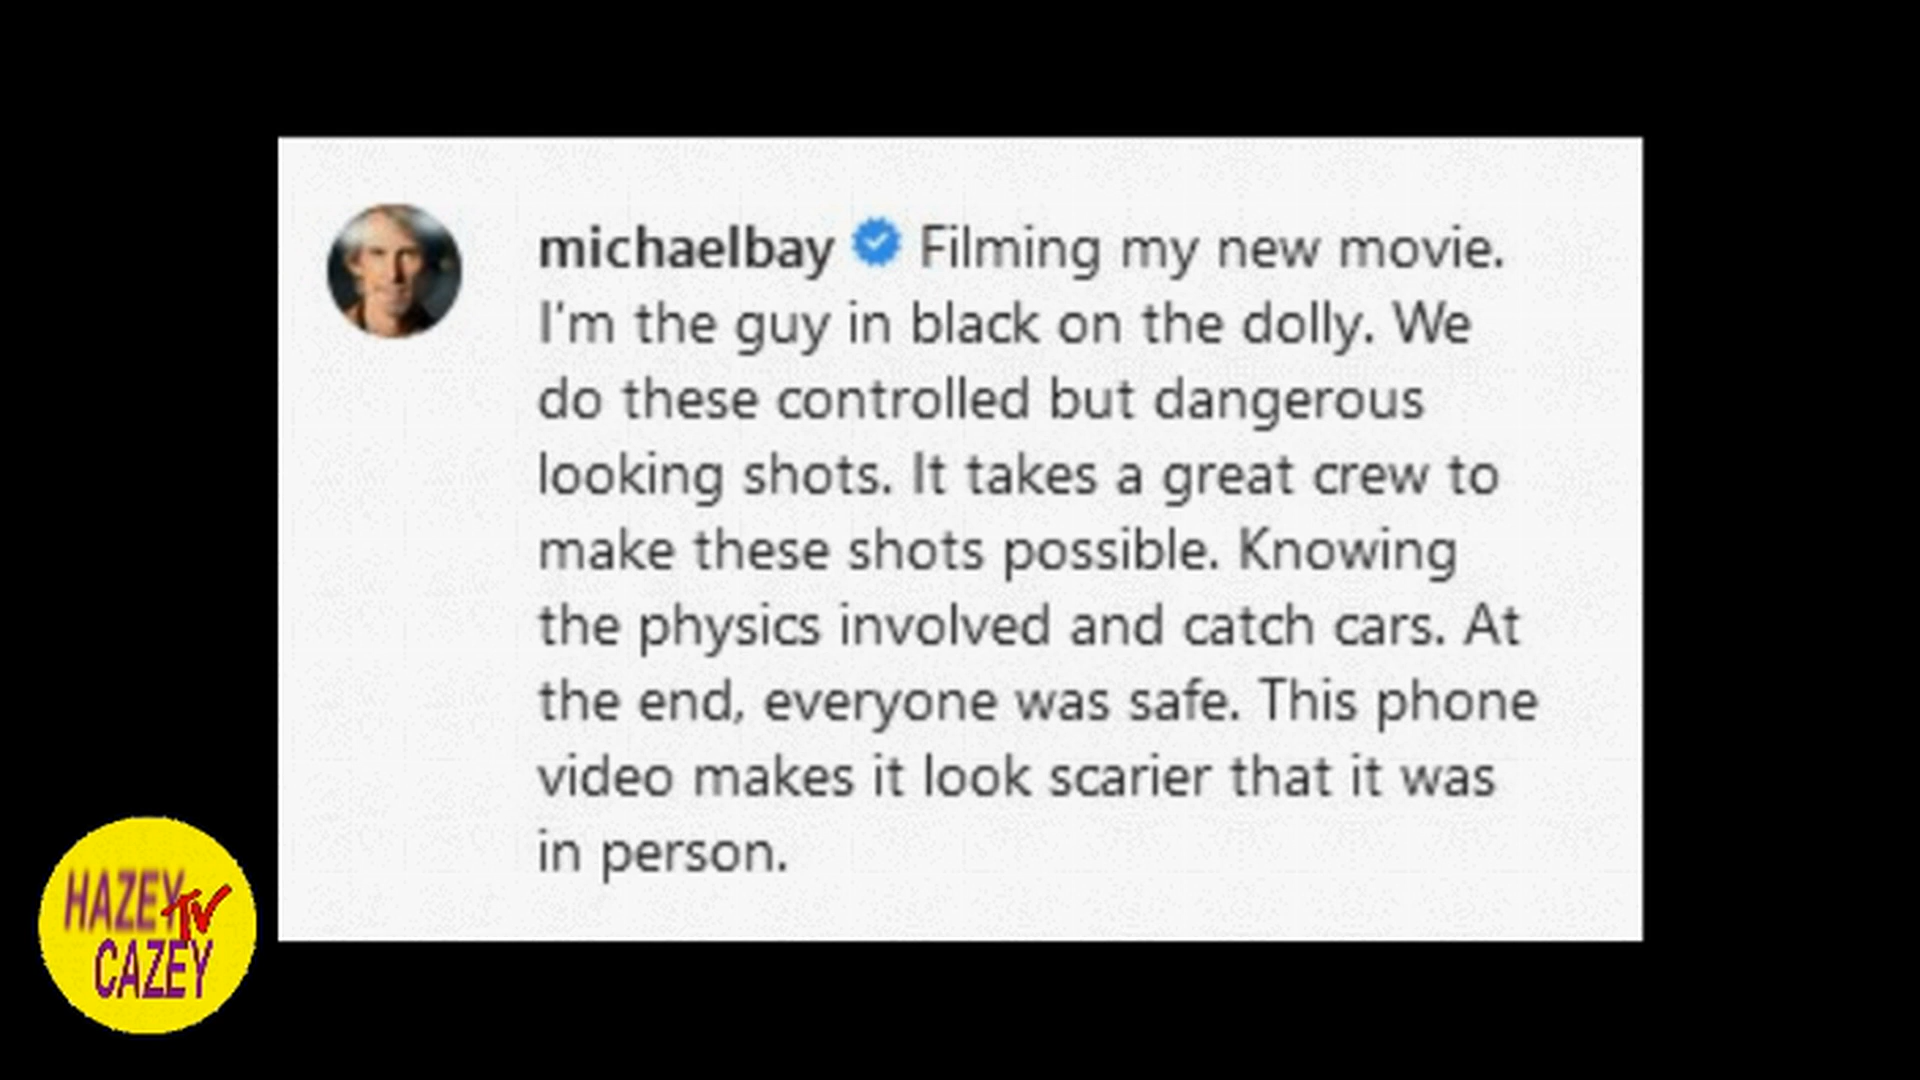 michaelbay Filming my new movie.
I'm the guy in black on the dolly. We
do these controlled but dangerous
looking shots. It takes a great crew to
make these shots possible. Knowing
the physics involved and catch cars. At
the end, everyone was safe. This phone
video makes it look scarier that it was
in person.
HAZEY TV
CAZEY